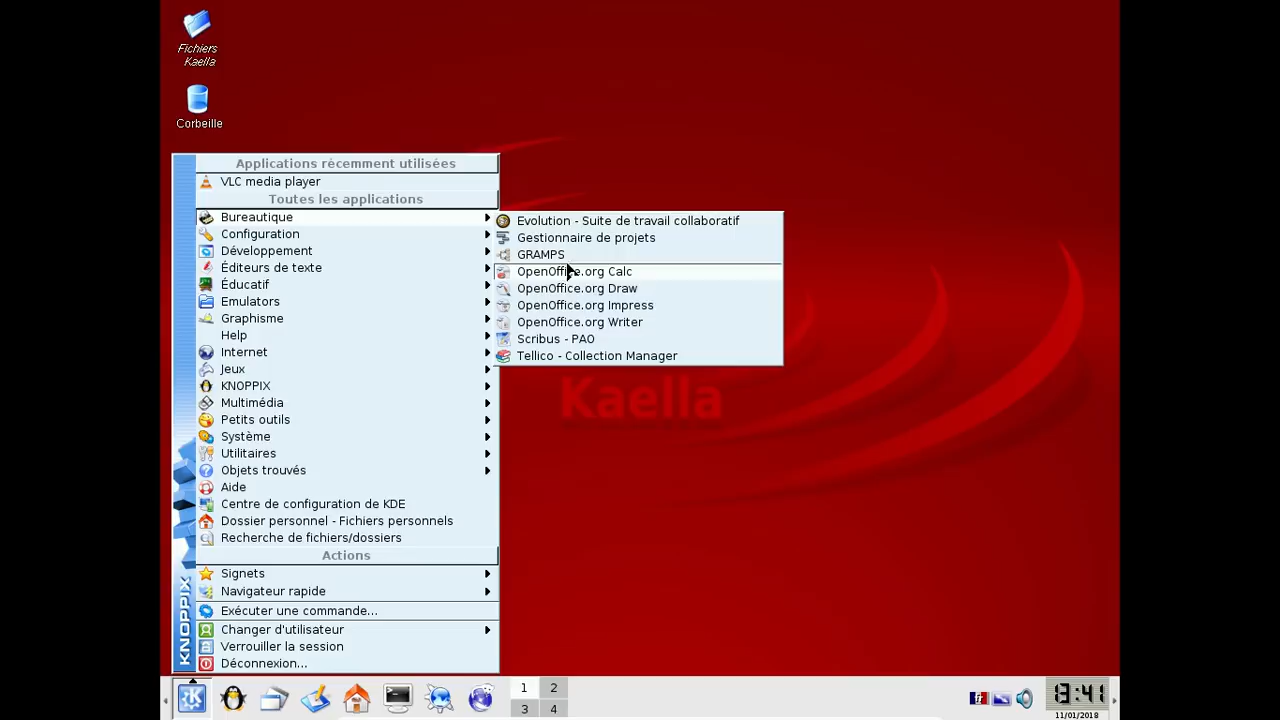 Fichiers
Kaella
Corbeille
Applications récemment utilisées
VLC media player
Toutes les applications
Bureautique
Configuration
Développement
Éditeurs de texte
Éducatif
Emulators
Graphisme
Help
Internet
Jeux
KNOPPIX
Multimédia
Petits outils
Système
Utilitaires
Objets trouvés
Aide
Centre de configuration de KDE
Dossier personnel - Fichiers personnels
Recherche de fichiers/dossiers
Actions
Signets
Navigateur rapide
Exécuter une commande...
Changer d'utilisateur
Verrouiller la session
Déconnexion...
KNOPPIX
Evolution - Suite de travail collaboratif
Gestionnaire de projets
GRAMPS
OpenOffice.org Calc
OpenOffice.org Draw
OpenOffice.org Impress
OpenOffice.org Writer
Scribus - PAO
Tellico - Collection Manager
Kaella
1 2
3 4
fr
13:41
11/01/2018